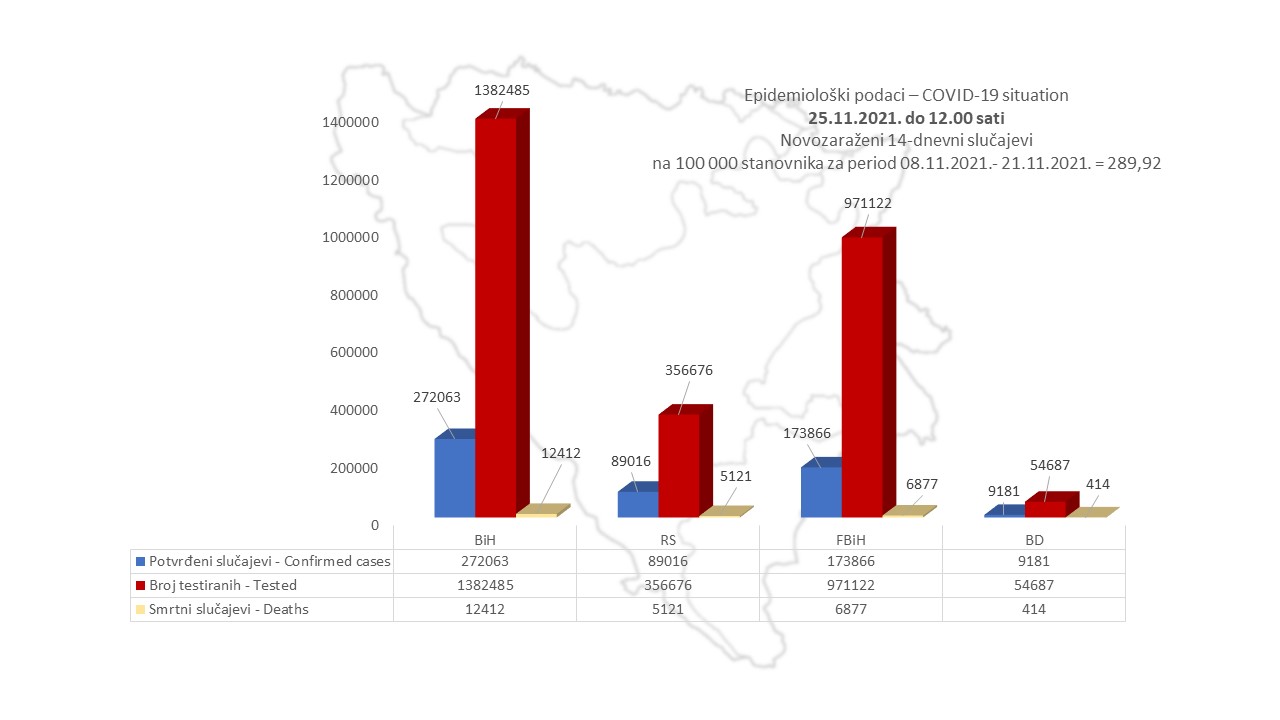 Epidemiološki podaci – COVID-19 situation
25.11.2021. do 12.00 sati
Novozaraženi 14-dnevni slučajevi
na 100 000 stanovnika za period 08.11.2021.- 21.11.2021. = 289,92
1400000
1200000
1000000
800000
600000
400000
200000
0
272063
1382485
12412
89016
356676
5121
173866
971122
6877
9181
54687
414
BiH RS FBiH BD
Potvrđeni slučajevi - Confirmed cases 272063 89016 173866 9181
Broj testiranih - Tested 1382485 356676 971122 54687
Smrtni slučajevi - Deaths 12412 5121 6877 414